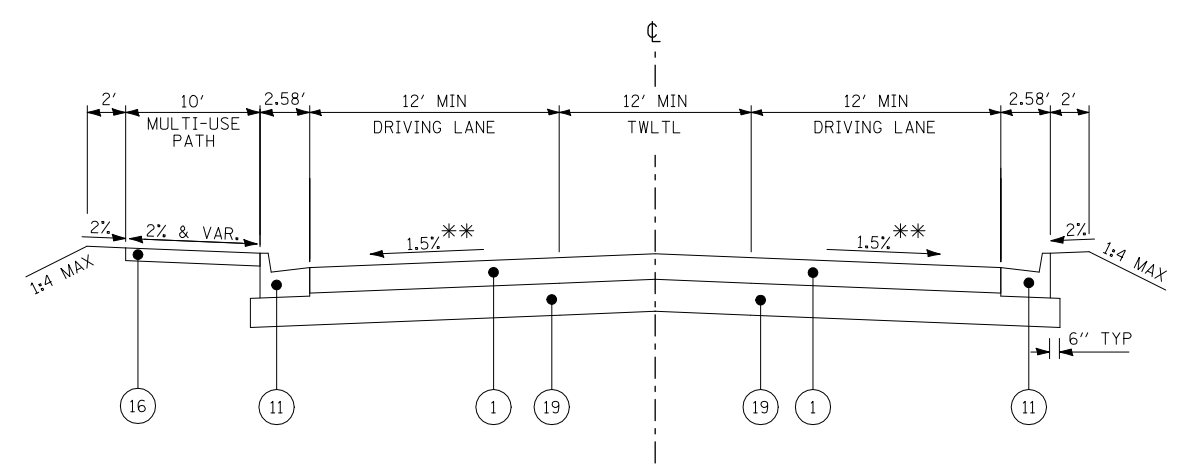 ℄
2' 10' 2.58' 12' MIN 12' MIN 12' MIN 2.58' 2'
MULTI-USE
PATH
DRIVING LANE TWLTL DRIVING LANE
2% 2% & VAR. 1.5%** 1.5%** 2%
1:4 MAX 1:4 MAX
6'' TYP
16 11 1 19 19 1 11